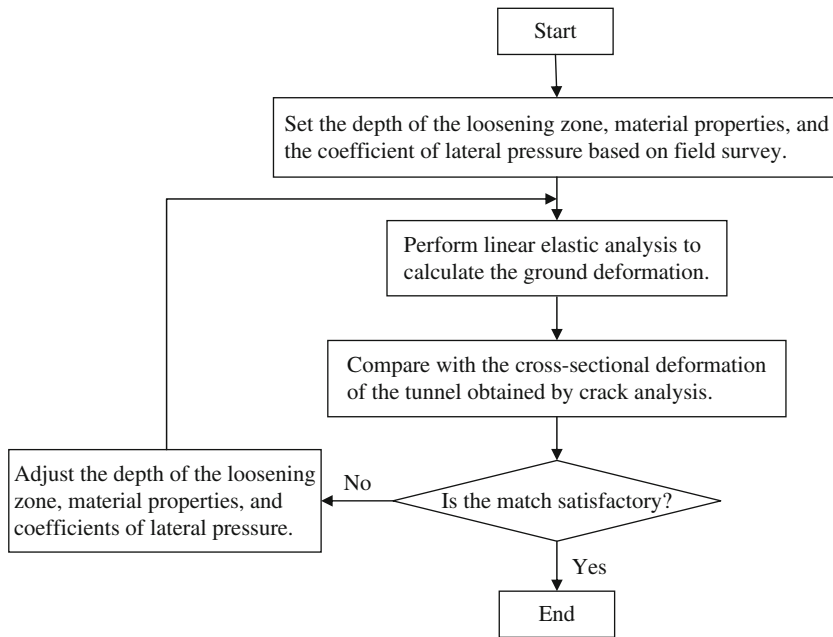 Start
Set the depth of the loosening zone, material properties, and
the coefficient of lateral pressure based on field survey.
Perform linear elastic analysis to
calculate the ground deformation.
Compare with the cross-sectional deformation
of the tunnel obtained by crack analysis.
Adjust the depth of the loosening
zone, material properties, and
coefficients of lateral pressure.
No
Is the match satisfactory?
Yes
End